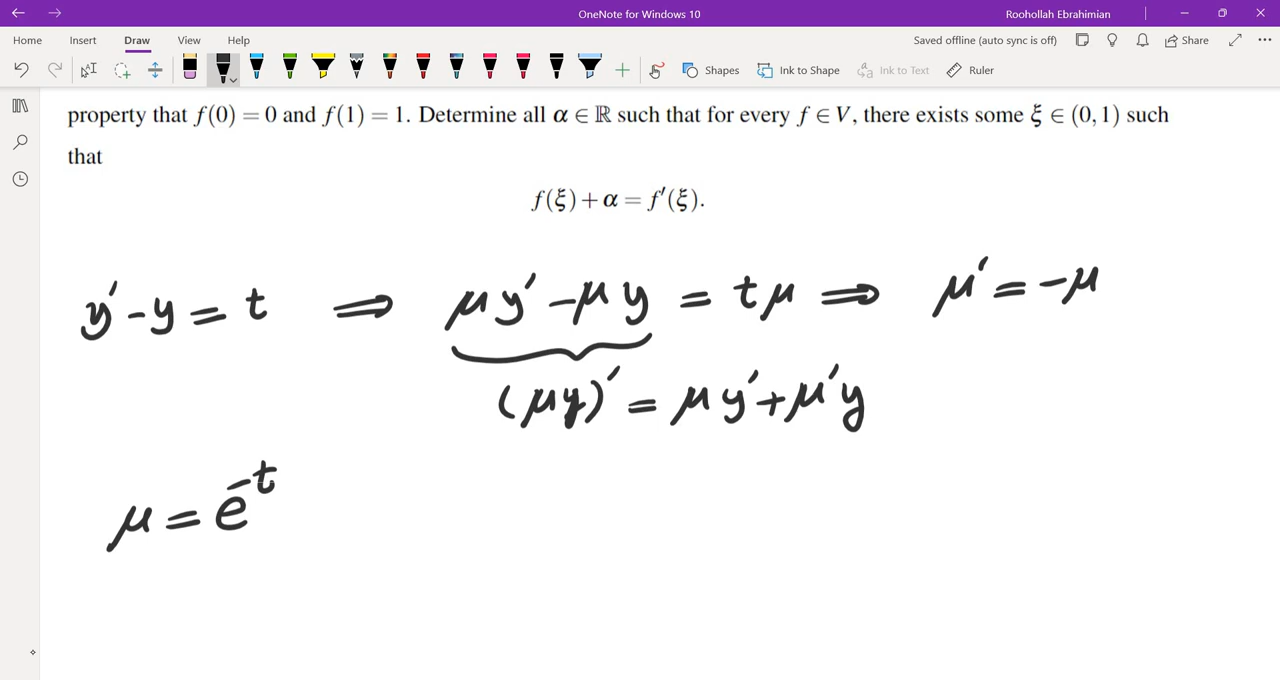 OneNote for Windows 10
Roohollah Ebrahimian
Home Insert Draw View Help
Saved offline (auto sync is off) Share
Shapes Ink to Shape Ink to Text Ruler
property that f(0) = 0 and f(1) = 1. Determine all α ∈ ℝ such that for every f ∈ V, there exists some ξ ∈ (0, 1) such
that
f(ξ) + α = f′(ξ).
y′ - y = t ⟹ μy′ - μy = tμ ⟹ μ′ = -μ
(μy)′ = μy′ + μ′y
μ = e^-t